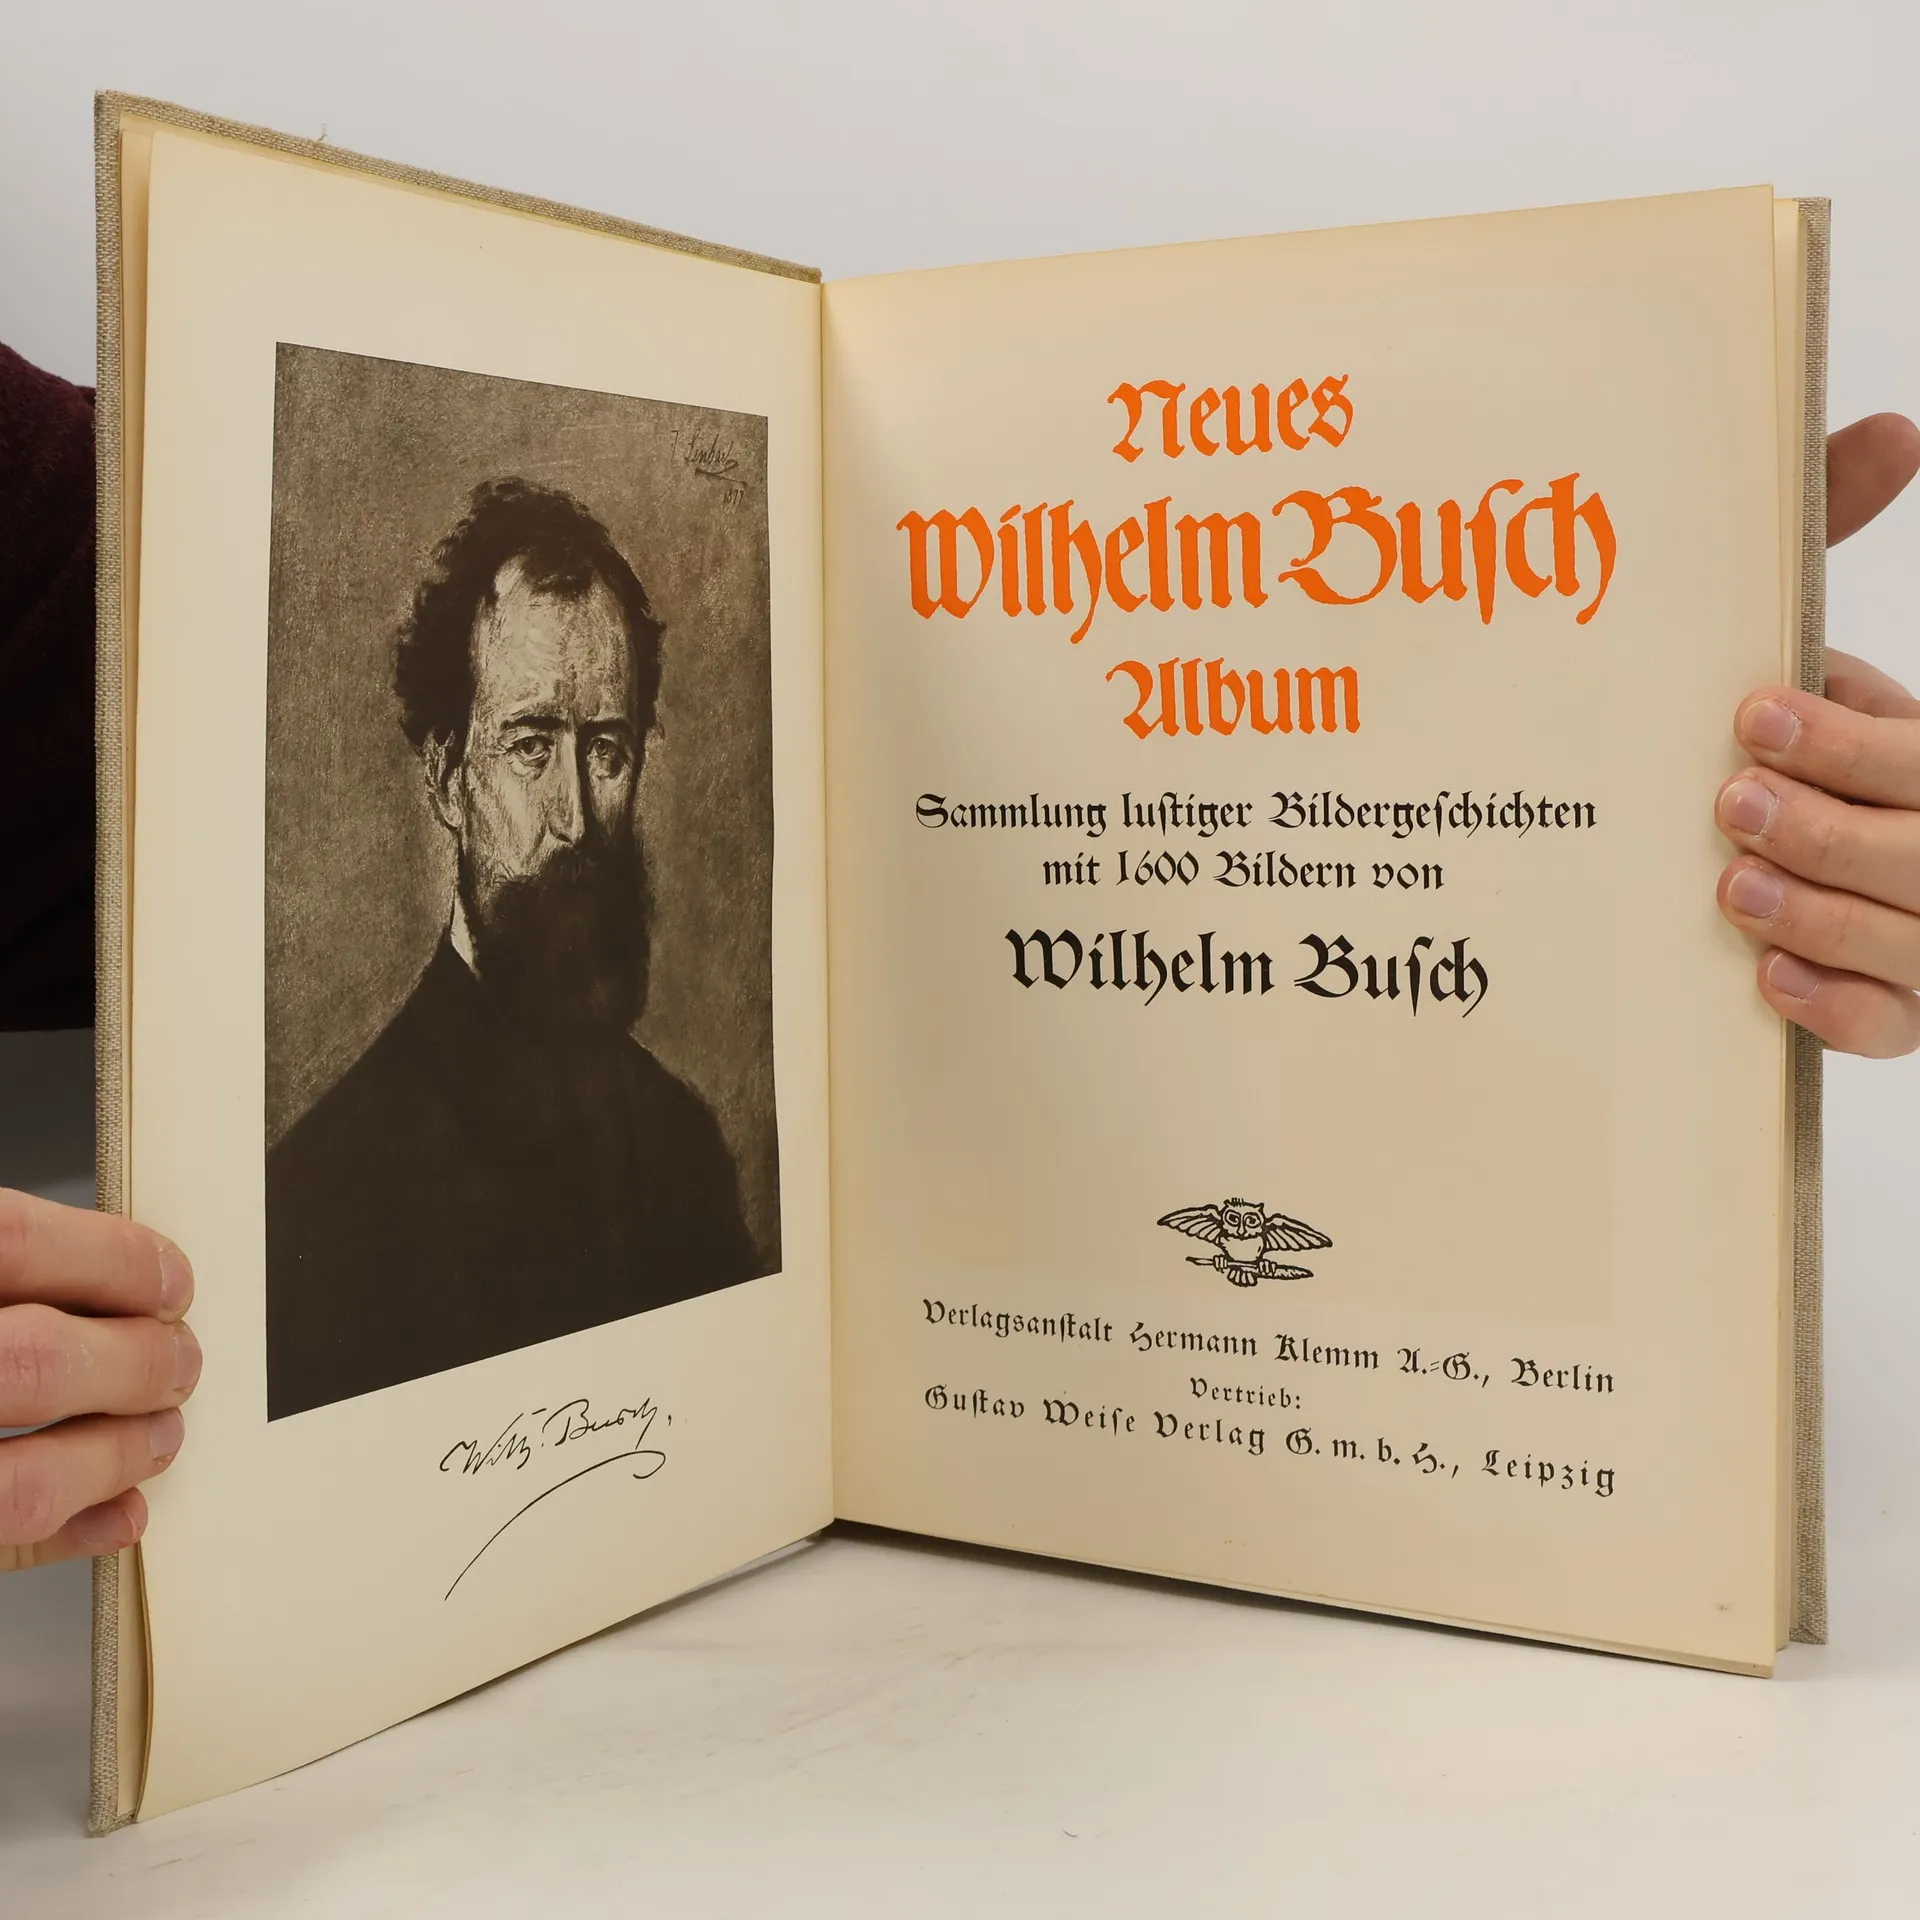 F. Lenbach
Wilh. Busch.
Neues
Wilhelm Buſch
Album
Sammlung luſtiger Bildergeſchichten
mit 1600 Bildern von
Wilhelm Buſch
Verlagsanſtalt Hermann Klemm A.=G., Berlin
Vertrieb:
Guſtav Weiſe Verlag G. m. b. H., Leipzig